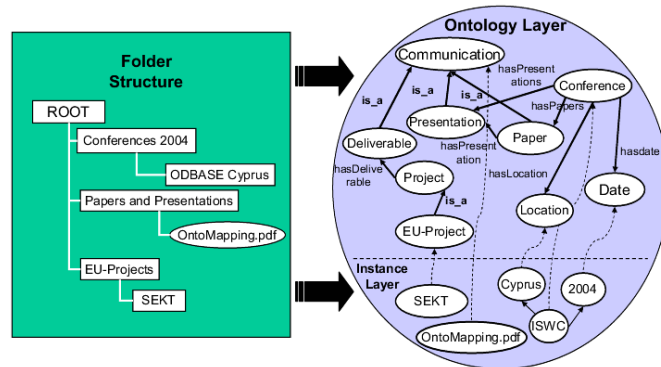 Folder
Structure
ROOT
Conferences 2004
ODBASE Cyprus
Papers and Presentations
OntoMapping.pdf
EU-Projects
SEKT
Ontology Layer
Communication
hasPresent
ations
Conference
is_a
is_a
is_a
hasPapers
Presentation
Paper
Deliverable
hasPresent
ation
hasdate
hasDelive
rable
Project
hasLocation
is_a
Date
Location
EU-Project
Instance
Layer
Cyprus
2004
SEKT
ISWC
OntoMapping.pdf